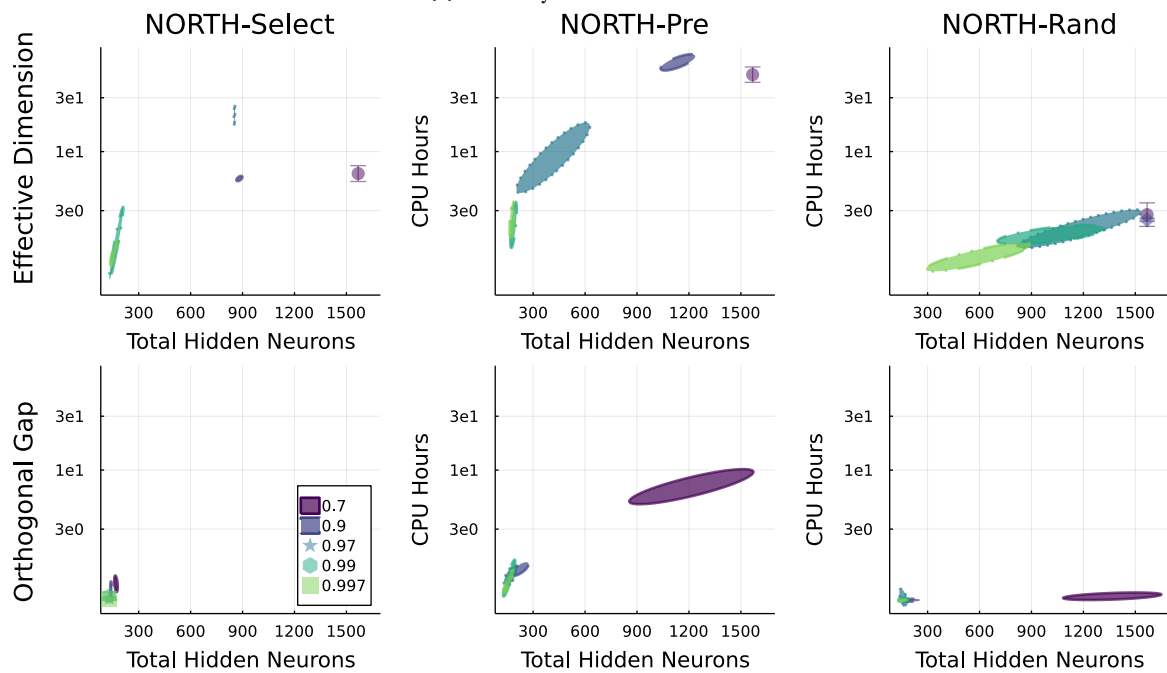 NORTH-Select NORTH-Pre NORTH-Rand
Effective Dimension
3e1
1e1
3e0
300 600 900 1200 1500
Total Hidden Neurons
CPU Hours
3e1
1e1
3e0
300 600 900 1200 1500
Total Hidden Neurons
CPU Hours
3e1
1e1
3e0
300 600 900 1200 1500
Total Hidden Neurons
Orthogonal Gap
3e1
1e1
3e0
0.7
0.9
0.97
0.99
0.997
300 600 900 1200 1500
Total Hidden Neurons
CPU Hours
3e1
1e1
3e0
300 600 900 1200 1500
Total Hidden Neurons
CPU Hours
3e1
1e1
3e0
300 600 900 1200 1500
Total Hidden Neurons